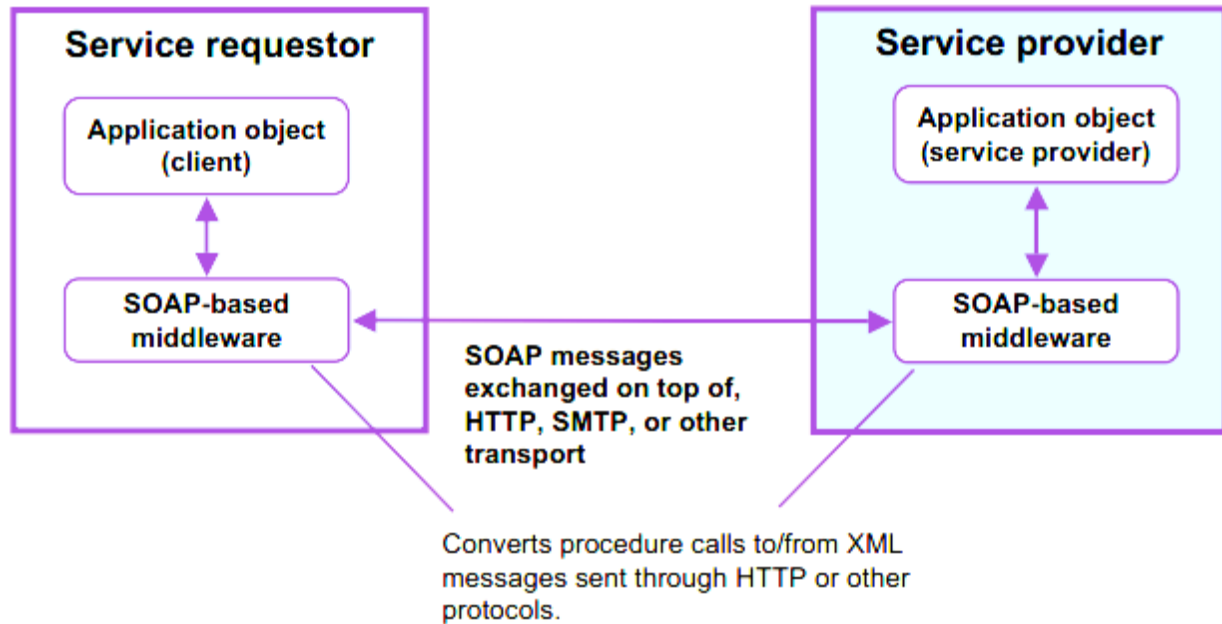 Service requestor
Application object
(client)
SOAP-based
middleware
Service provider
Application object
(service provider)
SOAP-based
middleware
SOAP messages
exchanged on top of,
HTTP, SMTP, or other
transport
Converts procedure calls to/from XML
messages sent through HTTP or other
protocols.